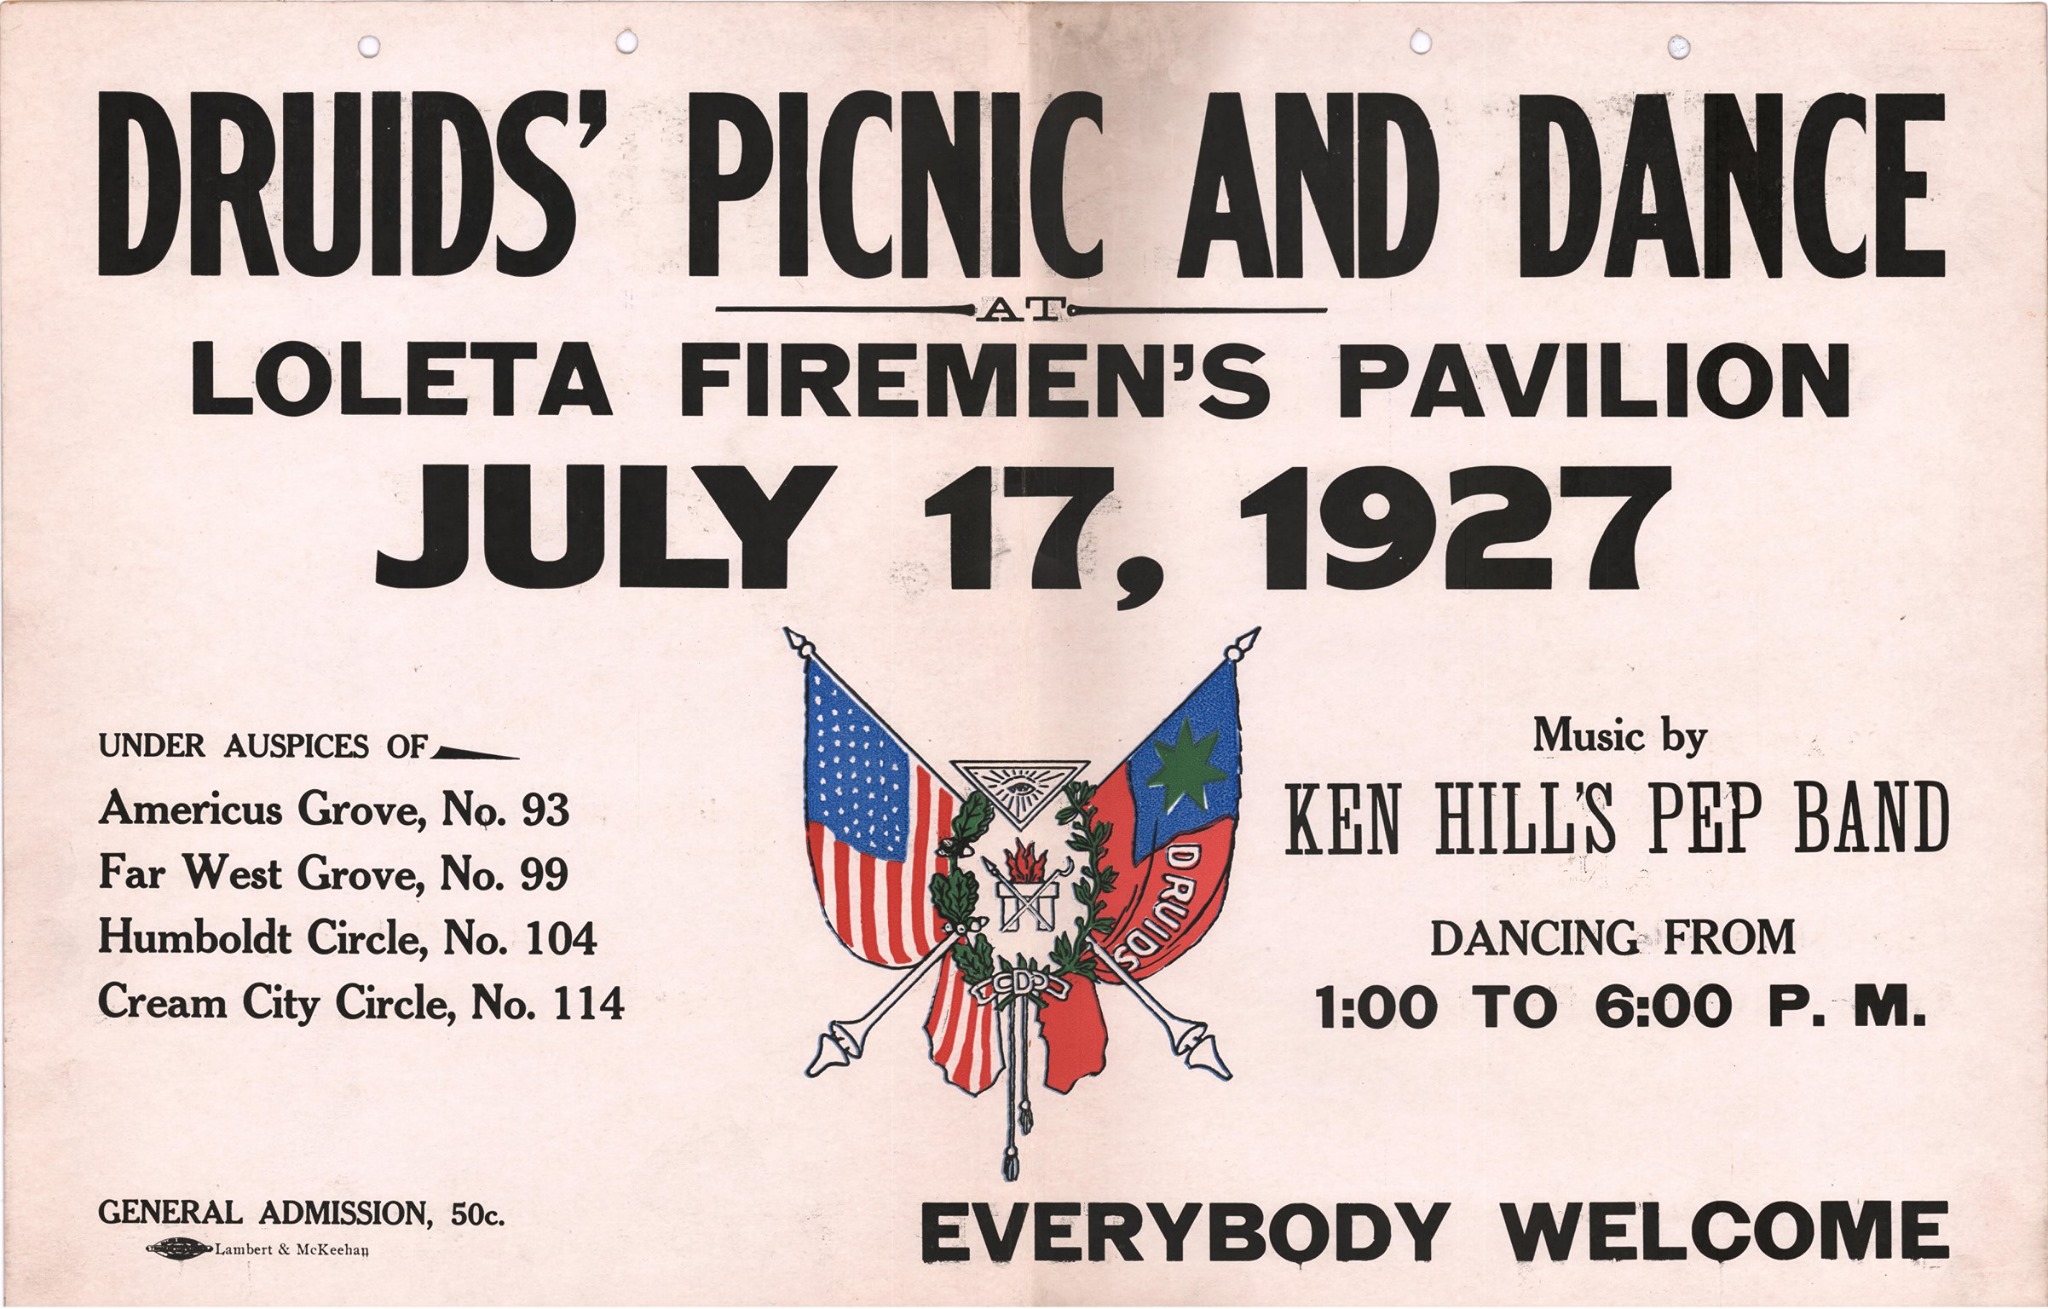 DRUIDS' PICNIC AND DANCE
AT
LOLETA FIREMEN'S PAVILION
JULY 17, 1927
UNDER AUSPICES OF
Americus Grove, No. 93
Far West Grove, No. 99
Humboldt Circle, No. 104
Cream City Circle, No. 114
DRUIDS
Music by
KEN HILL'S PEP BAND
DANCING FROM
1:00 TO 6:00 P. M.
GENERAL ADMISSION, 50c.
Lambert & McKeehan
EVERYBODY WELCOME